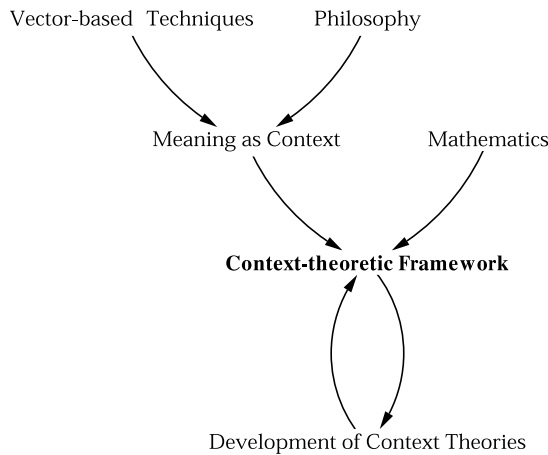 Vector-based Techniques
Philosophy
Meaning as Context
Mathematics
Context-theoretic Framework
Development of Context Theories